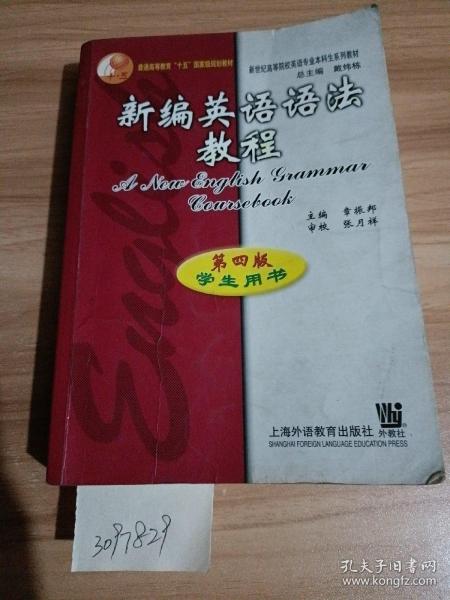 十·五
普通高等教育“十五”国家级规划教材
新世纪高等院校英语专业本科生系列教材
总主编 戴炜栋
新编英语语法
教程
A New English Grammar
Coursebook
主编 章振邦
审校 张月祥
English
第四版
学生用书
上海外语教育出版社
SHANGHAI FOREIGN LANGUAGE EDUCATION PRESS
外教社
3097829
孔夫子旧书网
www.kongfz.com